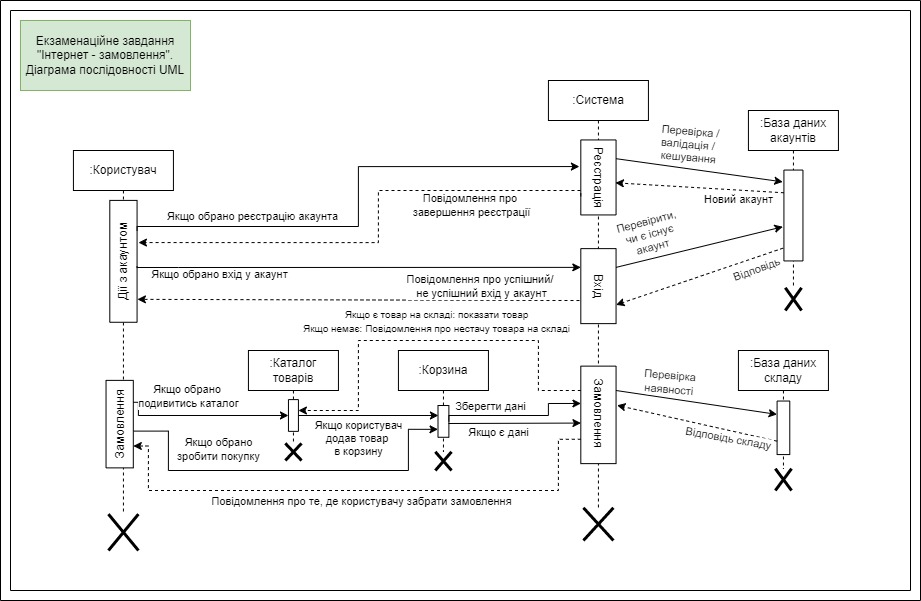 Екзаменаційне завдання
"Інтернет - замовлення".
Діаграма послідовності UML
:Система
:База даних
акаунтів
:Користувач
Перевірка /
валідація /
кешування
Реєстрація
Новий акаунт
Повідомлення про
завершення реєстрації
Якщо обрано реєстрацію акаунта
Дії з акаунтом
Перевірити,
чи є існує
акаунт
Якщо обрано вхід у акаунт
Вхід
Відповідь
Повідомлення про успішний/
не успішний вхід у акаунт
Якщо є товар на складі: показати товар
Якщо немає: Повідомлення про нестачу товара на складі
:Каталог
товарів
:Корзина
:База даних
складу
Замовлення
Якщо обрано
подивитись каталог
Якщо користувач
додав товар
в корзину
Зберегти дані
Якщо є дані
Замовлення
Перевірка
наявності
Відповідь складу
Якщо обрано
зробити покупку
Повідомлення про те, де користувачу забрати замовлення